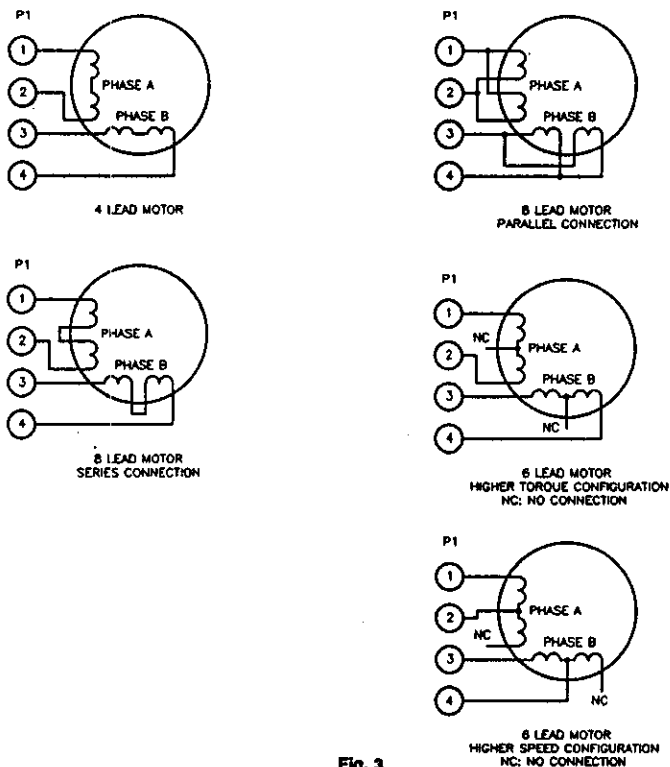 P1
1
2
3
4
PHASE A
PHASE B
4 LEAD MOTOR
P1
1
2
3
4
PHASE A
PHASE B
8 LEAD MOTOR
PARALLEL CONNECTION
P1
1
2
3
4
PHASE A
PHASE B
8 LEAD MOTOR
SERIES CONNECTION
P1
1
2
3
4
NC
PHASE A
PHASE B
NC
6 LEAD MOTOR
HIGHER TORQUE CONFIGURATION
NC: NO CONNECTION
P1
1
2
3
4
PHASE A
NC
PHASE B
NC
6 LEAD MOTOR
HIGHER SPEED CONFIGURATION
NC: NO CONNECTION
Fig. 3